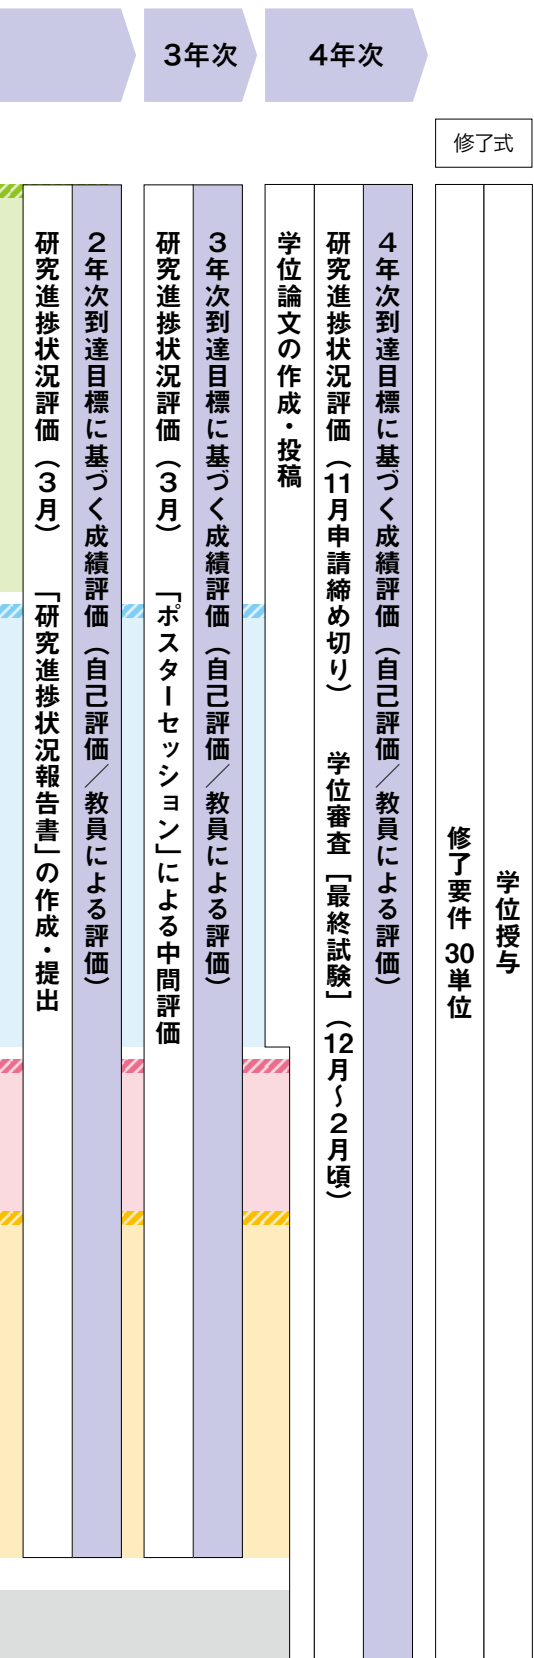 3年次
4年次
修了式
研究進捗状況評価（3月）　「研究進捗状況報告書」の作成・提出
2年次到達目標に基づく成績評価（自己評価／教員による評価）
研究進捗状況評価（3月）　「ポスターセッション」による中間評価
3年次到達目標に基づく成績評価（自己評価／教員による評価）
学位論文の作成・投稿
研究進捗状況評価（11月申請締め切り）　学位審査［最終試験］（12月～2月頃）
4年次到達目標に基づく成績評価（自己評価／教員による評価）
修了要件 30単位
学位授与